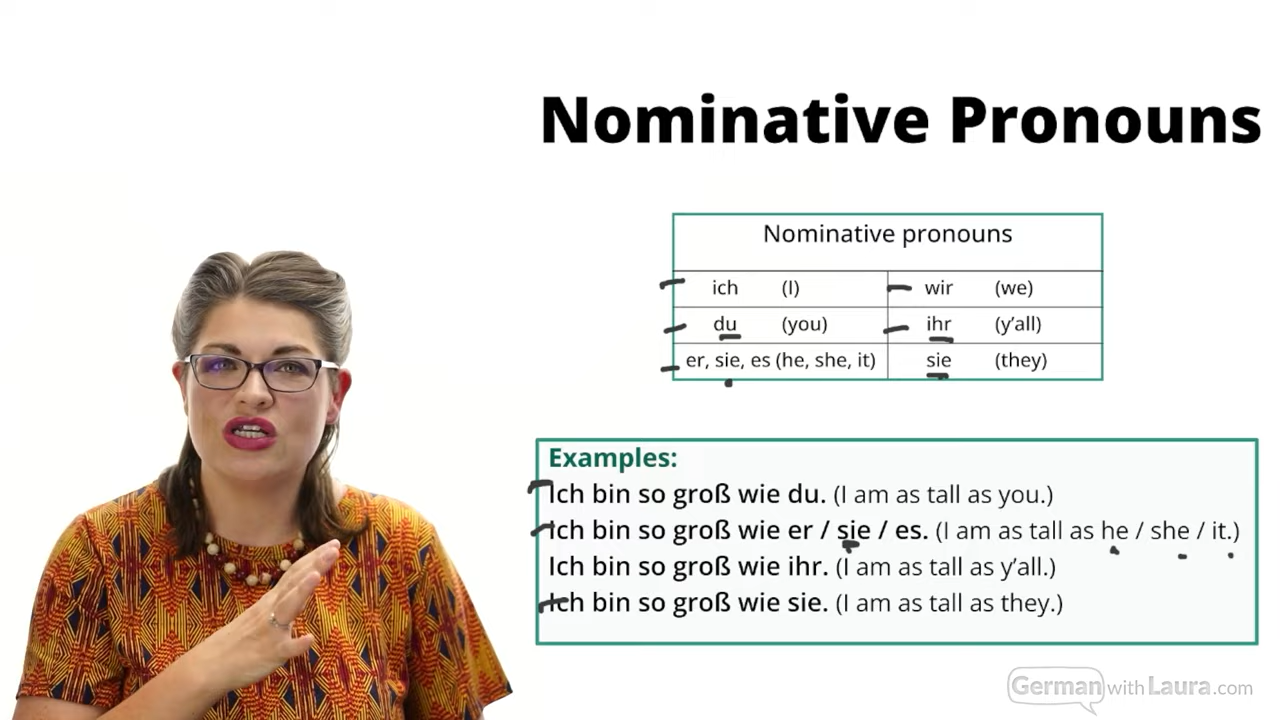 Nominative Pronouns
Nominative pronouns
ich (I) wir (we)
du (you) ihr (y’all)
er, sie, es (he, she, it) sie (they)
Examples:
Ich bin so groß wie du. (I am as tall as you.)
Ich bin so groß wie er / sie / es. (I am as tall as he / she / it.)
Ich bin so groß wie ihr. (I am as tall as y’all.)
Ich bin so groß wie sie. (I am as tall as they.)
German with Laura.com